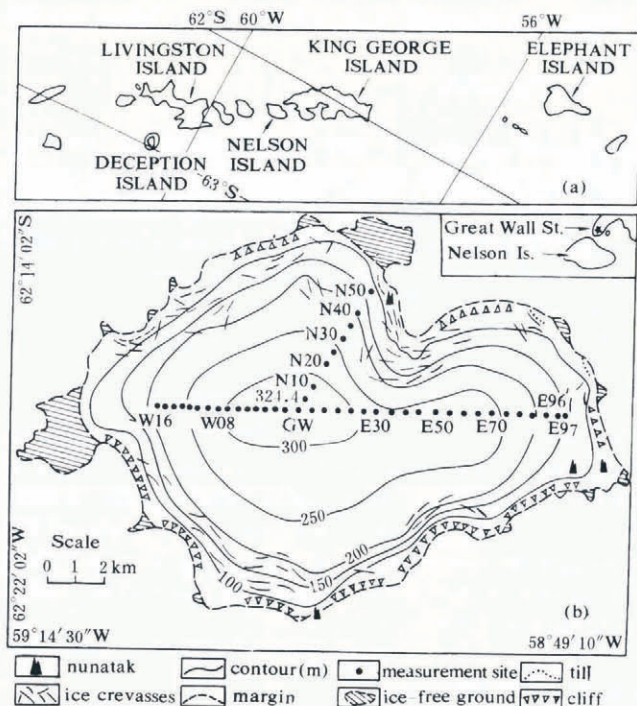 62°S 60°W 56°W
LIVINGSTON ISLAND
KING GEORGE ISLAND
ELEPHANT ISLAND
NELSON ISLAND
DECEPTION ISLAND
63°S
(a)
Great Wall St.
Nelson Is.
62°14′02″S
N50
N40
N30
N20
N10
324.4
W16 W08 GW E30 E50 E70 E96
E97
300
250
200
150
100
Scale
0 1 2 km
62°22′02″W
(b)
59°14′30″W 58°49′10″W
nunatak contour(m) measurement site till
ice crevasses margin ice-free ground cliff